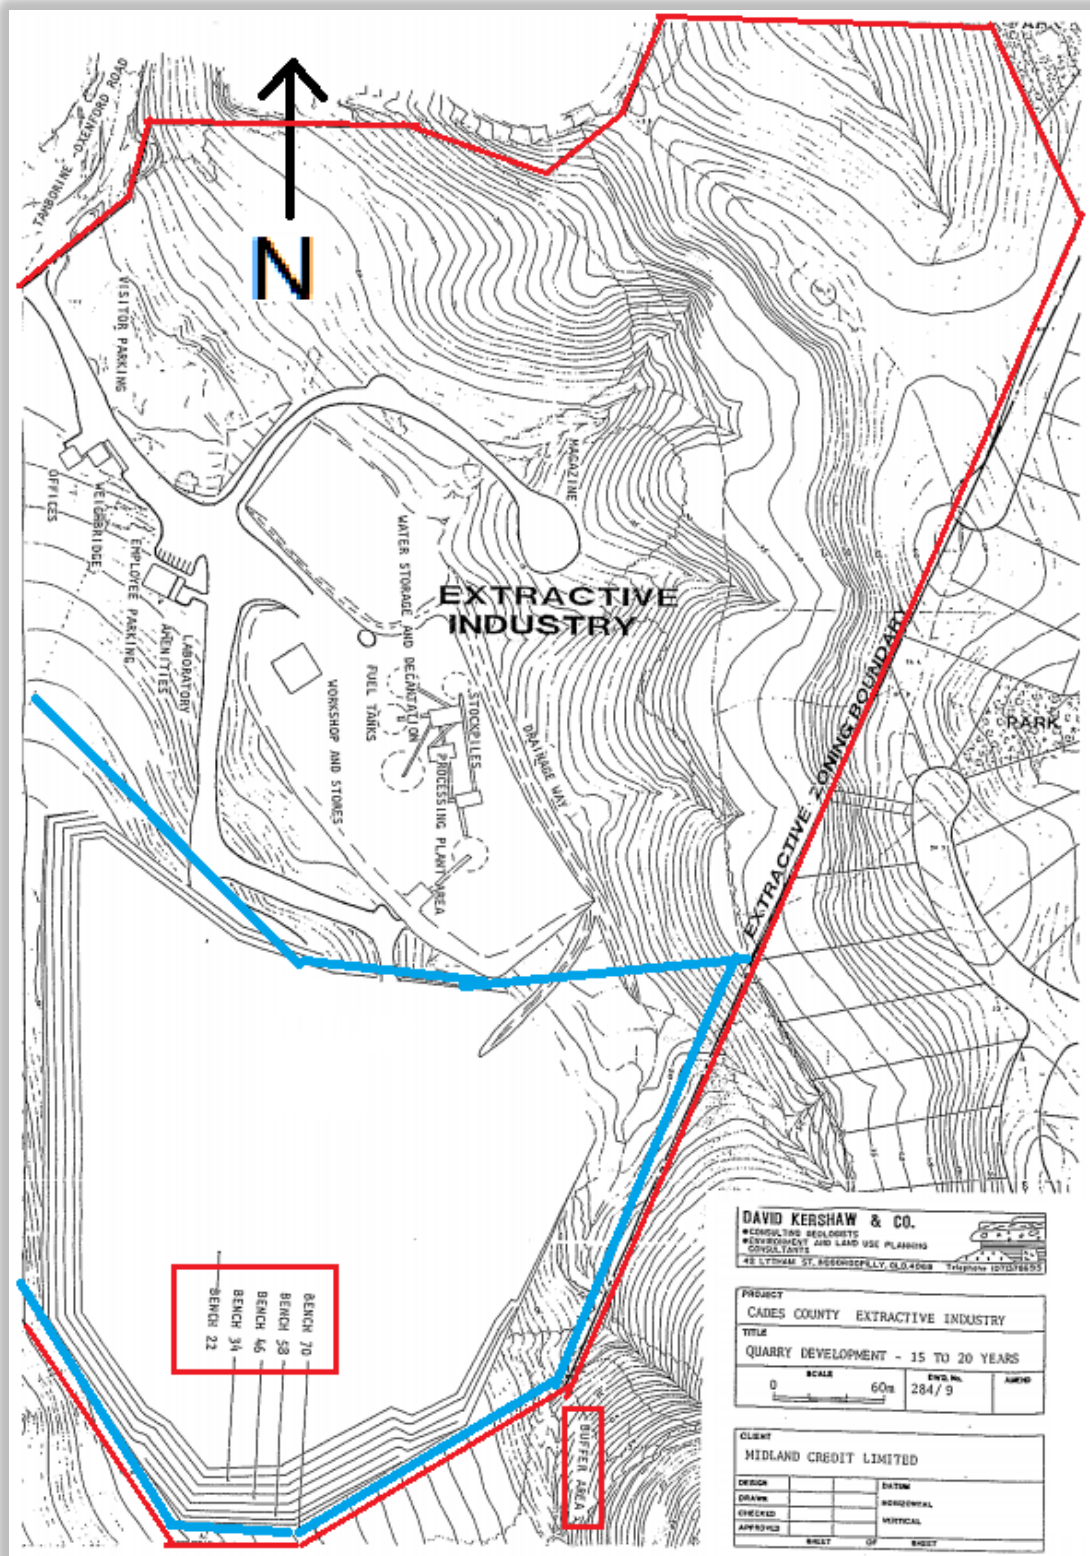 TAMBORINE - OXENFORD ROAD
N
VISITOR PARKING
MAGAZINE
OFFICES
WEIGHBRIDGE
EMPLOYEE PARKING
AMENITIES
LABORATORY
WATER STORAGE AND DECANTATION
EXTRACTIVE
INDUSTRY
FUEL TANKS
WORKSHOP AND STORES
STOCKPILES
PROCESSING PLANT AREA
DRAINAGE WAY
EXTRACTIVE ZONING BOUNDARY
PARK
BENCH 22
BENCH 34
BENCH 46
BENCH 58
BENCH 70
BUFFER AREA
DAVID KERSHAW & CO.
CONSULTING GEOLOGISTS
ENVIRONMENT AND LAND USE PLANNING
CONSULTANTS
PROJECT
CADES COUNTY EXTRACTIVE INDUSTRY
TITLE
QUARRY DEVELOPMENT - 15 TO 20 YEARS
SCALE
0 60m
DWG. No.
284/9
AMEND
CLIENT
MIDLAND CREDIT LIMITED
DESIGN
DRAWN
CHECKED
APPROVED
DATUM
HORIZONTAL
VERTICAL
SHEET OF SHEET